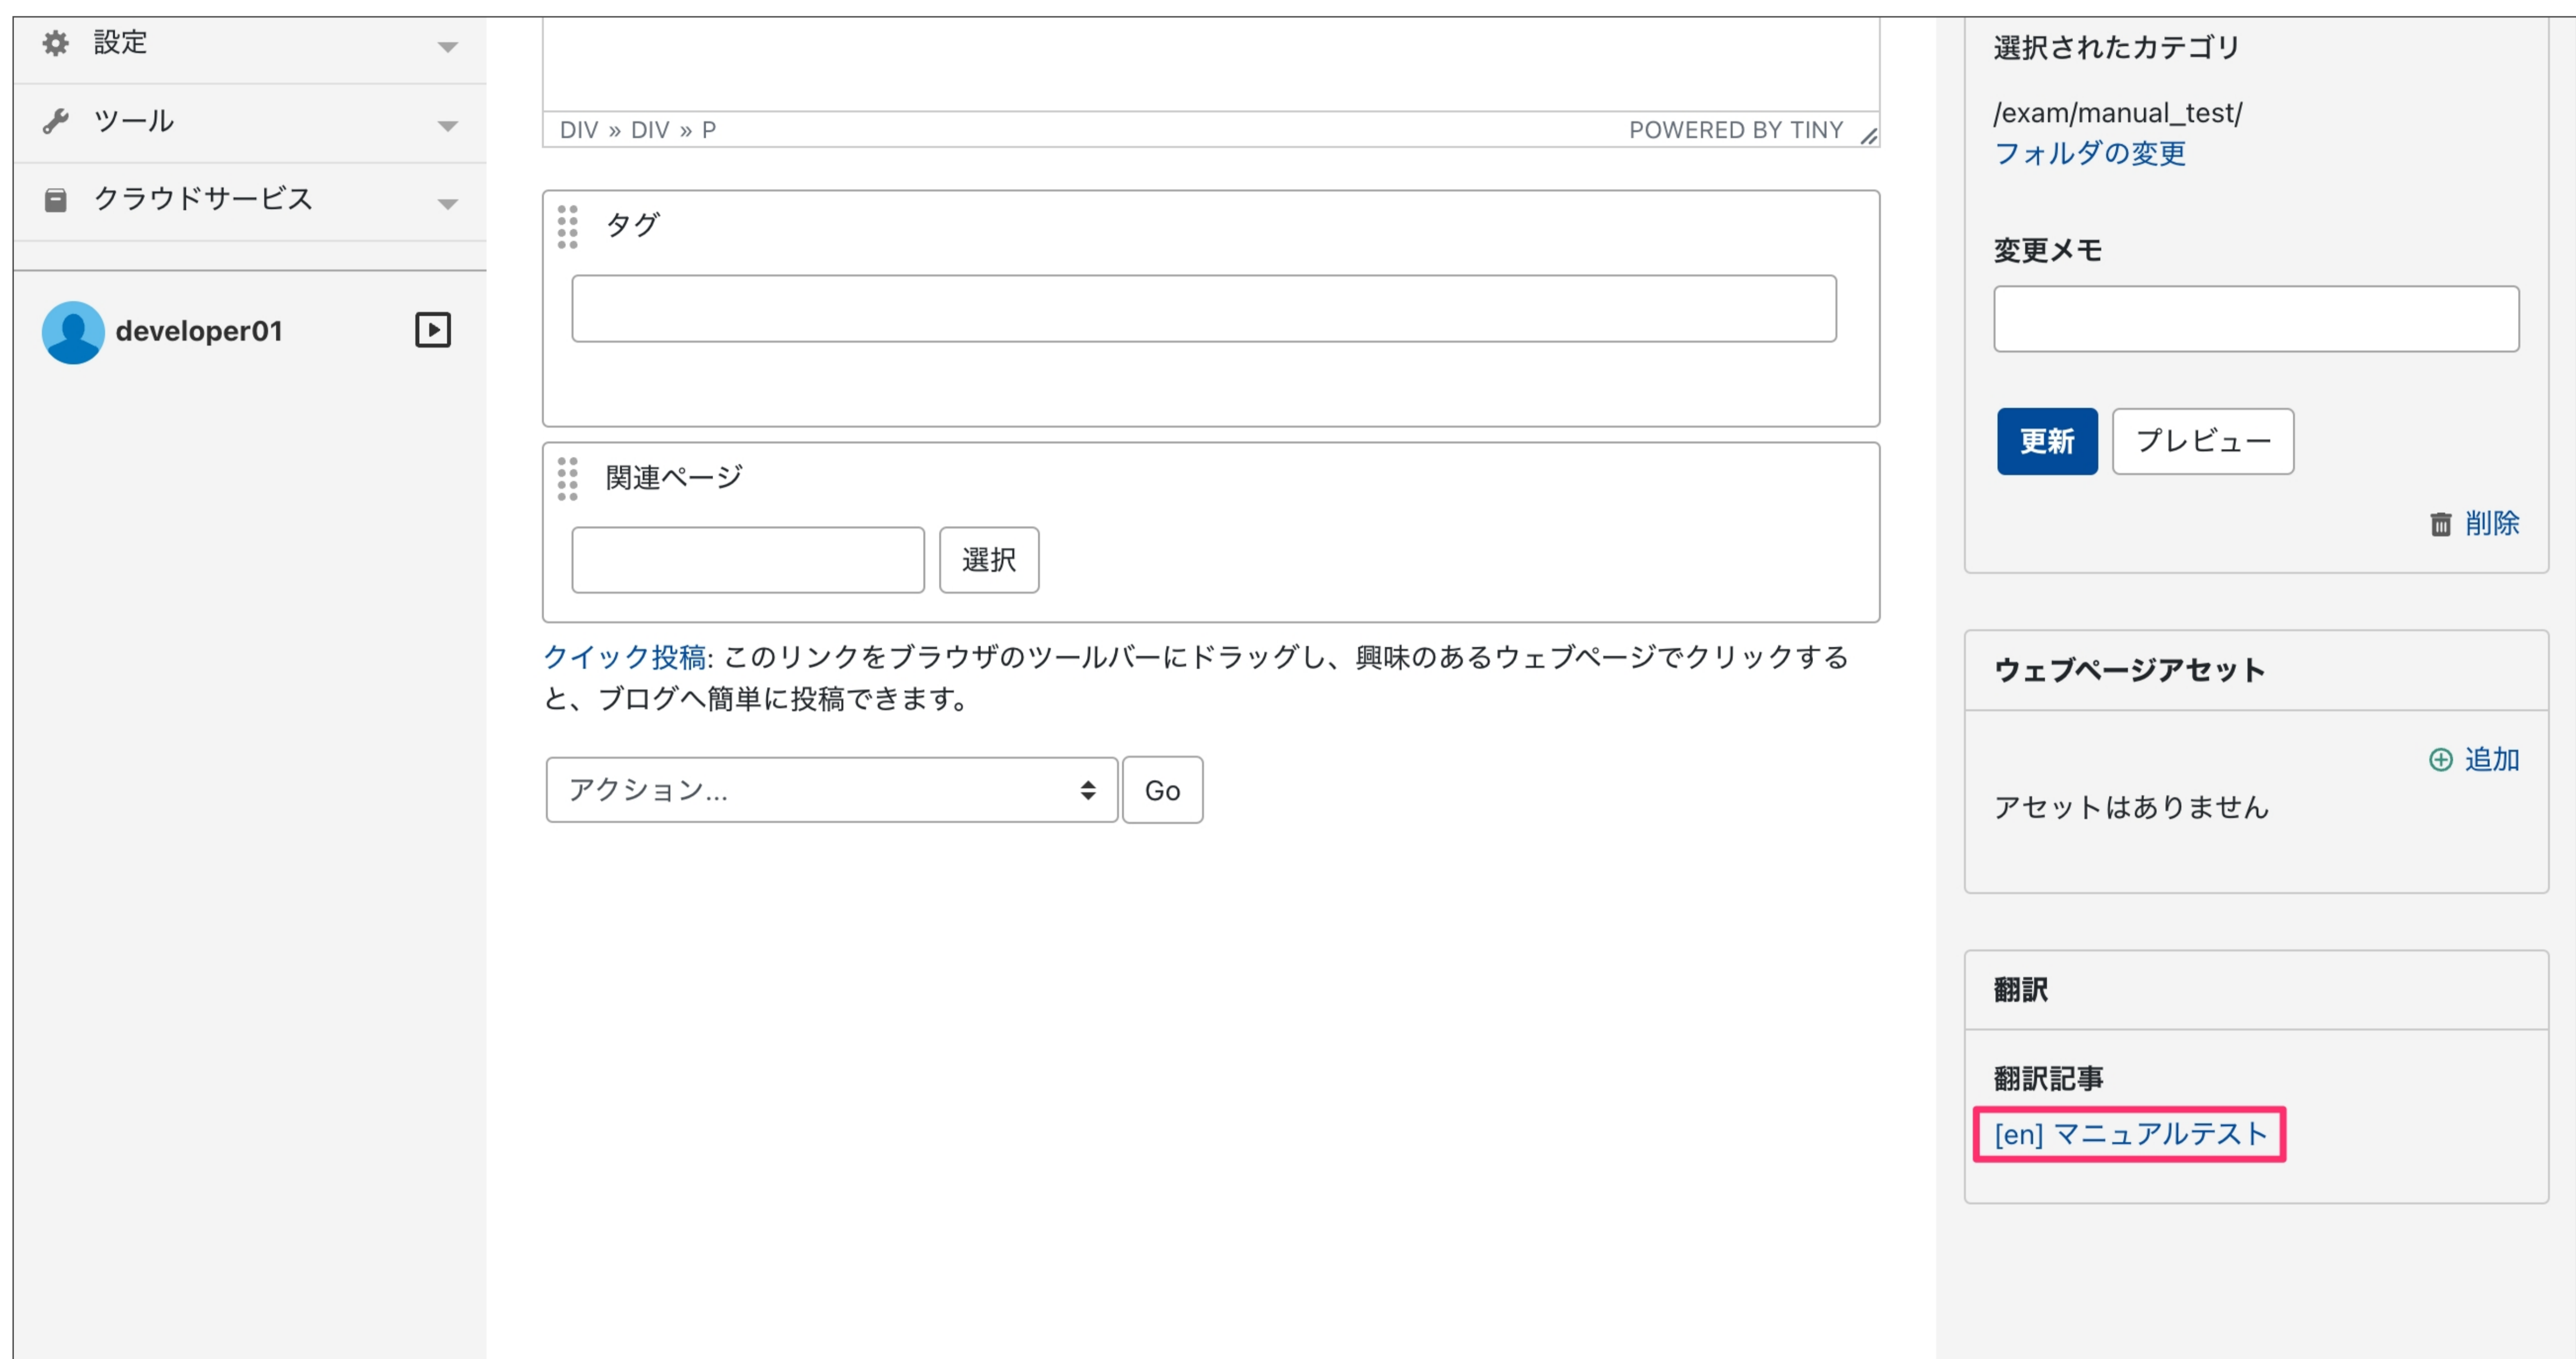 設定
ツール
クラウドサービス
developer01
DIV » DIV » P
POWERED BY TINY
タグ
関連ページ
選択
クイック投稿: このリンクをブラウザのツールバーにドラッグし、興味のあるウェブページでクリックする
と、ブログへ簡単に投稿できます。
アクション...
Go
選択されたカテゴリ
/exam/manual_test/
フォルダの変更
変更メモ
更新
プレビュー
削除
ウェブページアセット
追加
アセットはありません
翻訳
翻訳記事
[en] マニュアルテスト